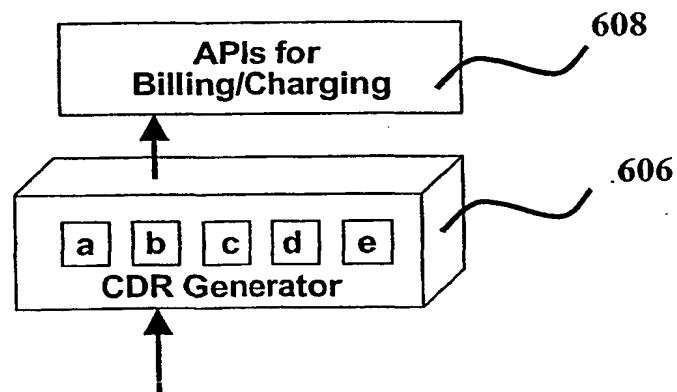 608
APIs for
Billing/Charging
606
a b c d e
CDR Generator